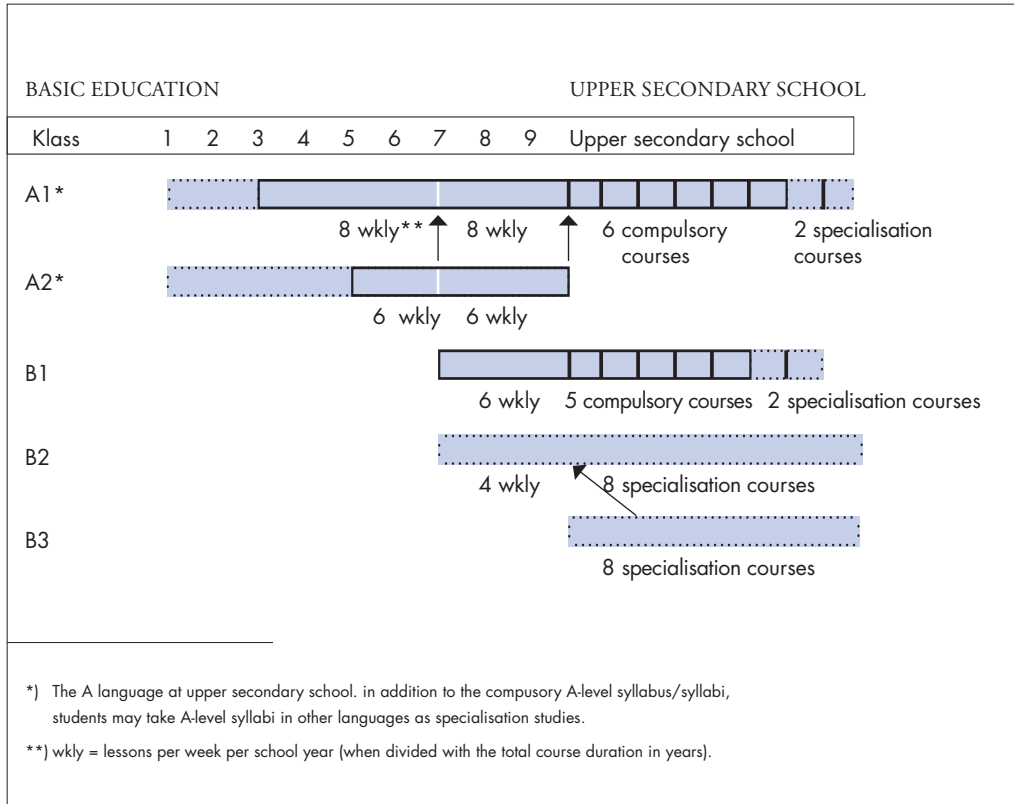 BASIC EDUCATION UPPER SECONDARY SCHOOL
Klass 1 2 3 4 5 6 7 8 9 Upper secondary school
A1*
8 wkly** 8 wkly 6 compulsory 2 specialisation
courses courses
A2*
6 wkly 6 wkly
B1
6 wkly 5 compulsory courses 2 specialisation courses
B2
4 wkly 8 specialisation courses
B3
8 specialisation courses
*) The A language at upper secondary school. in addition to the compusory A-level syllabus/syllabi,
students may take A-level syllabi in other languages as specialisation studies.
**) wkly = lessons per week per school year (when divided with the total course duration in years).